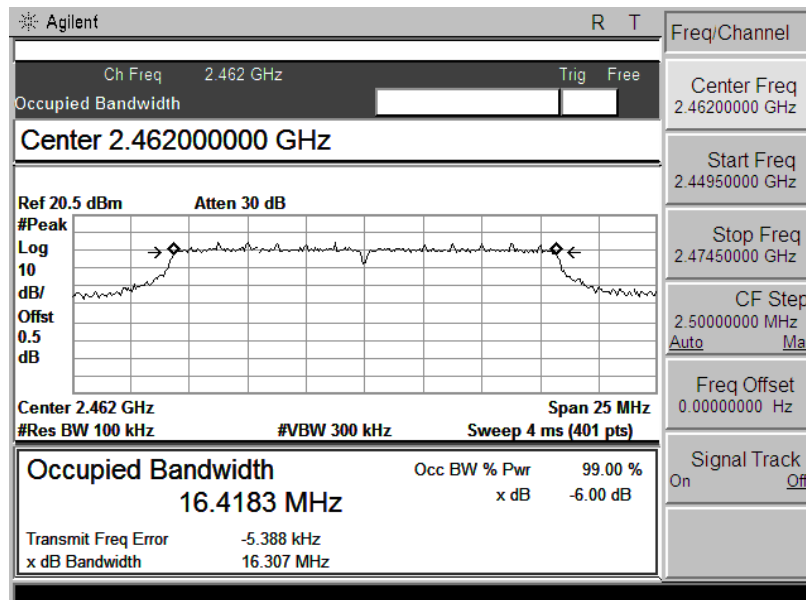 Agilent R T
Freq/Channel
Ch Freq 2.462 GHz Trig Free
Occupied Bandwidth
Center 2.462000000 GHz
Ref 20.5 dBm Atten 30 dB
#Peak
Log
10
dB/
Offst
0.5
dB
Center 2.462 GHz Span 25 MHz
#Res BW 100 kHz #VBW 300 kHz Sweep 4 ms (401 pts)
Occupied Bandwidth Occ BW % Pwr 99.00 %
16.4183 MHz x dB -6.00 dB
Transmit Freq Error -5.388 kHz
x dB Bandwidth 16.307 MHz
Center Freq
2.46200000 GHz
Start Freq
2.44950000 GHz
Stop Freq
2.47450000 GHz
CF Step
2.50000000 MHz
Auto Ma
Freq Offset
0.00000000 Hz
Signal Track
On Off